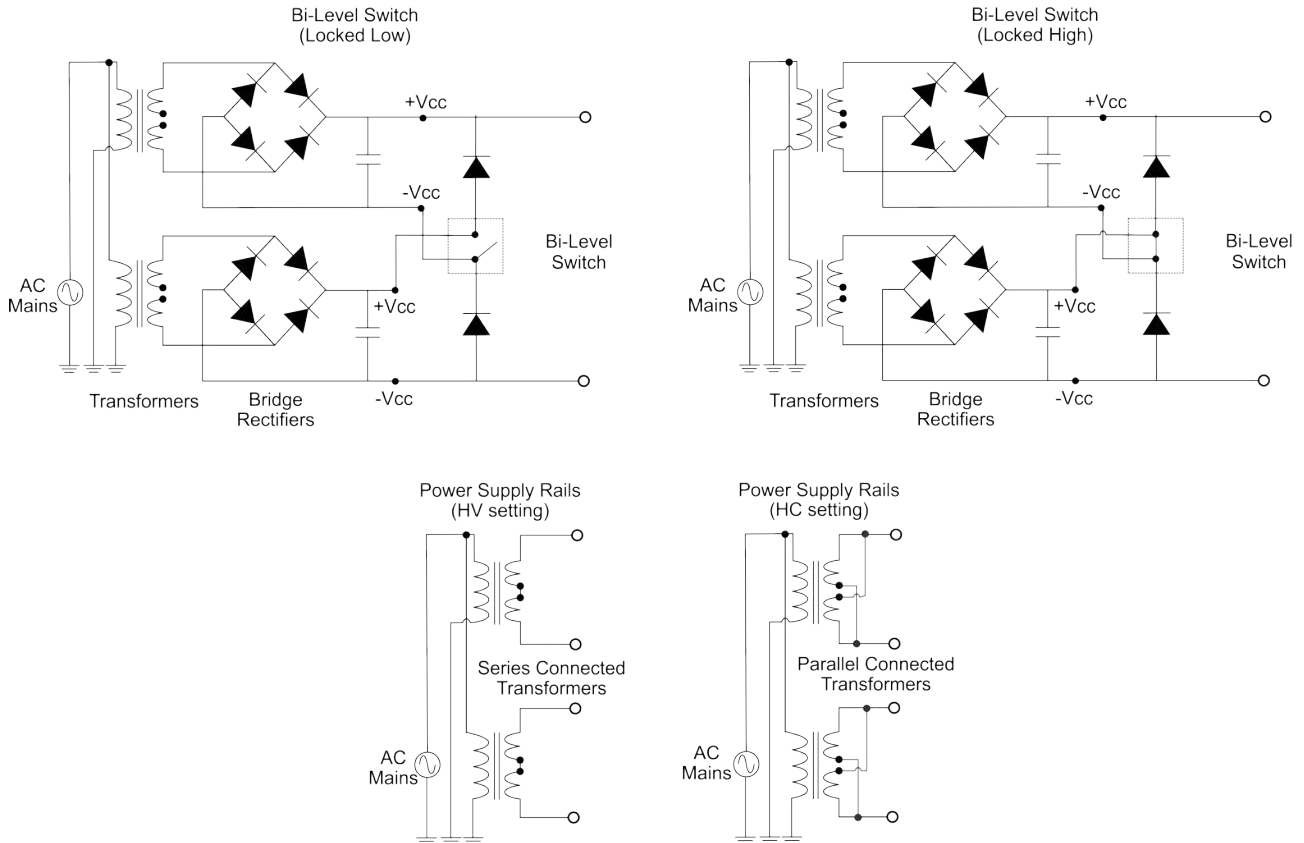 Bi-Level Switch
(Locked Low)
+Vcc
-Vcc
Bi-Level
Switch
AC
Mains
+Vcc
-Vcc
Transformers
Bridge
Rectifiers
Bi-Level Switch
(Locked High)
+Vcc
-Vcc
Bi-Level
Switch
AC
Mains
+Vcc
-Vcc
Transformers
Bridge
Rectifiers
Power Supply Rails
(HV setting)
Series Connected
Transformers
AC
Mains
Power Supply Rails
(HC setting)
Parallel Connected
Transformers
AC
Mains